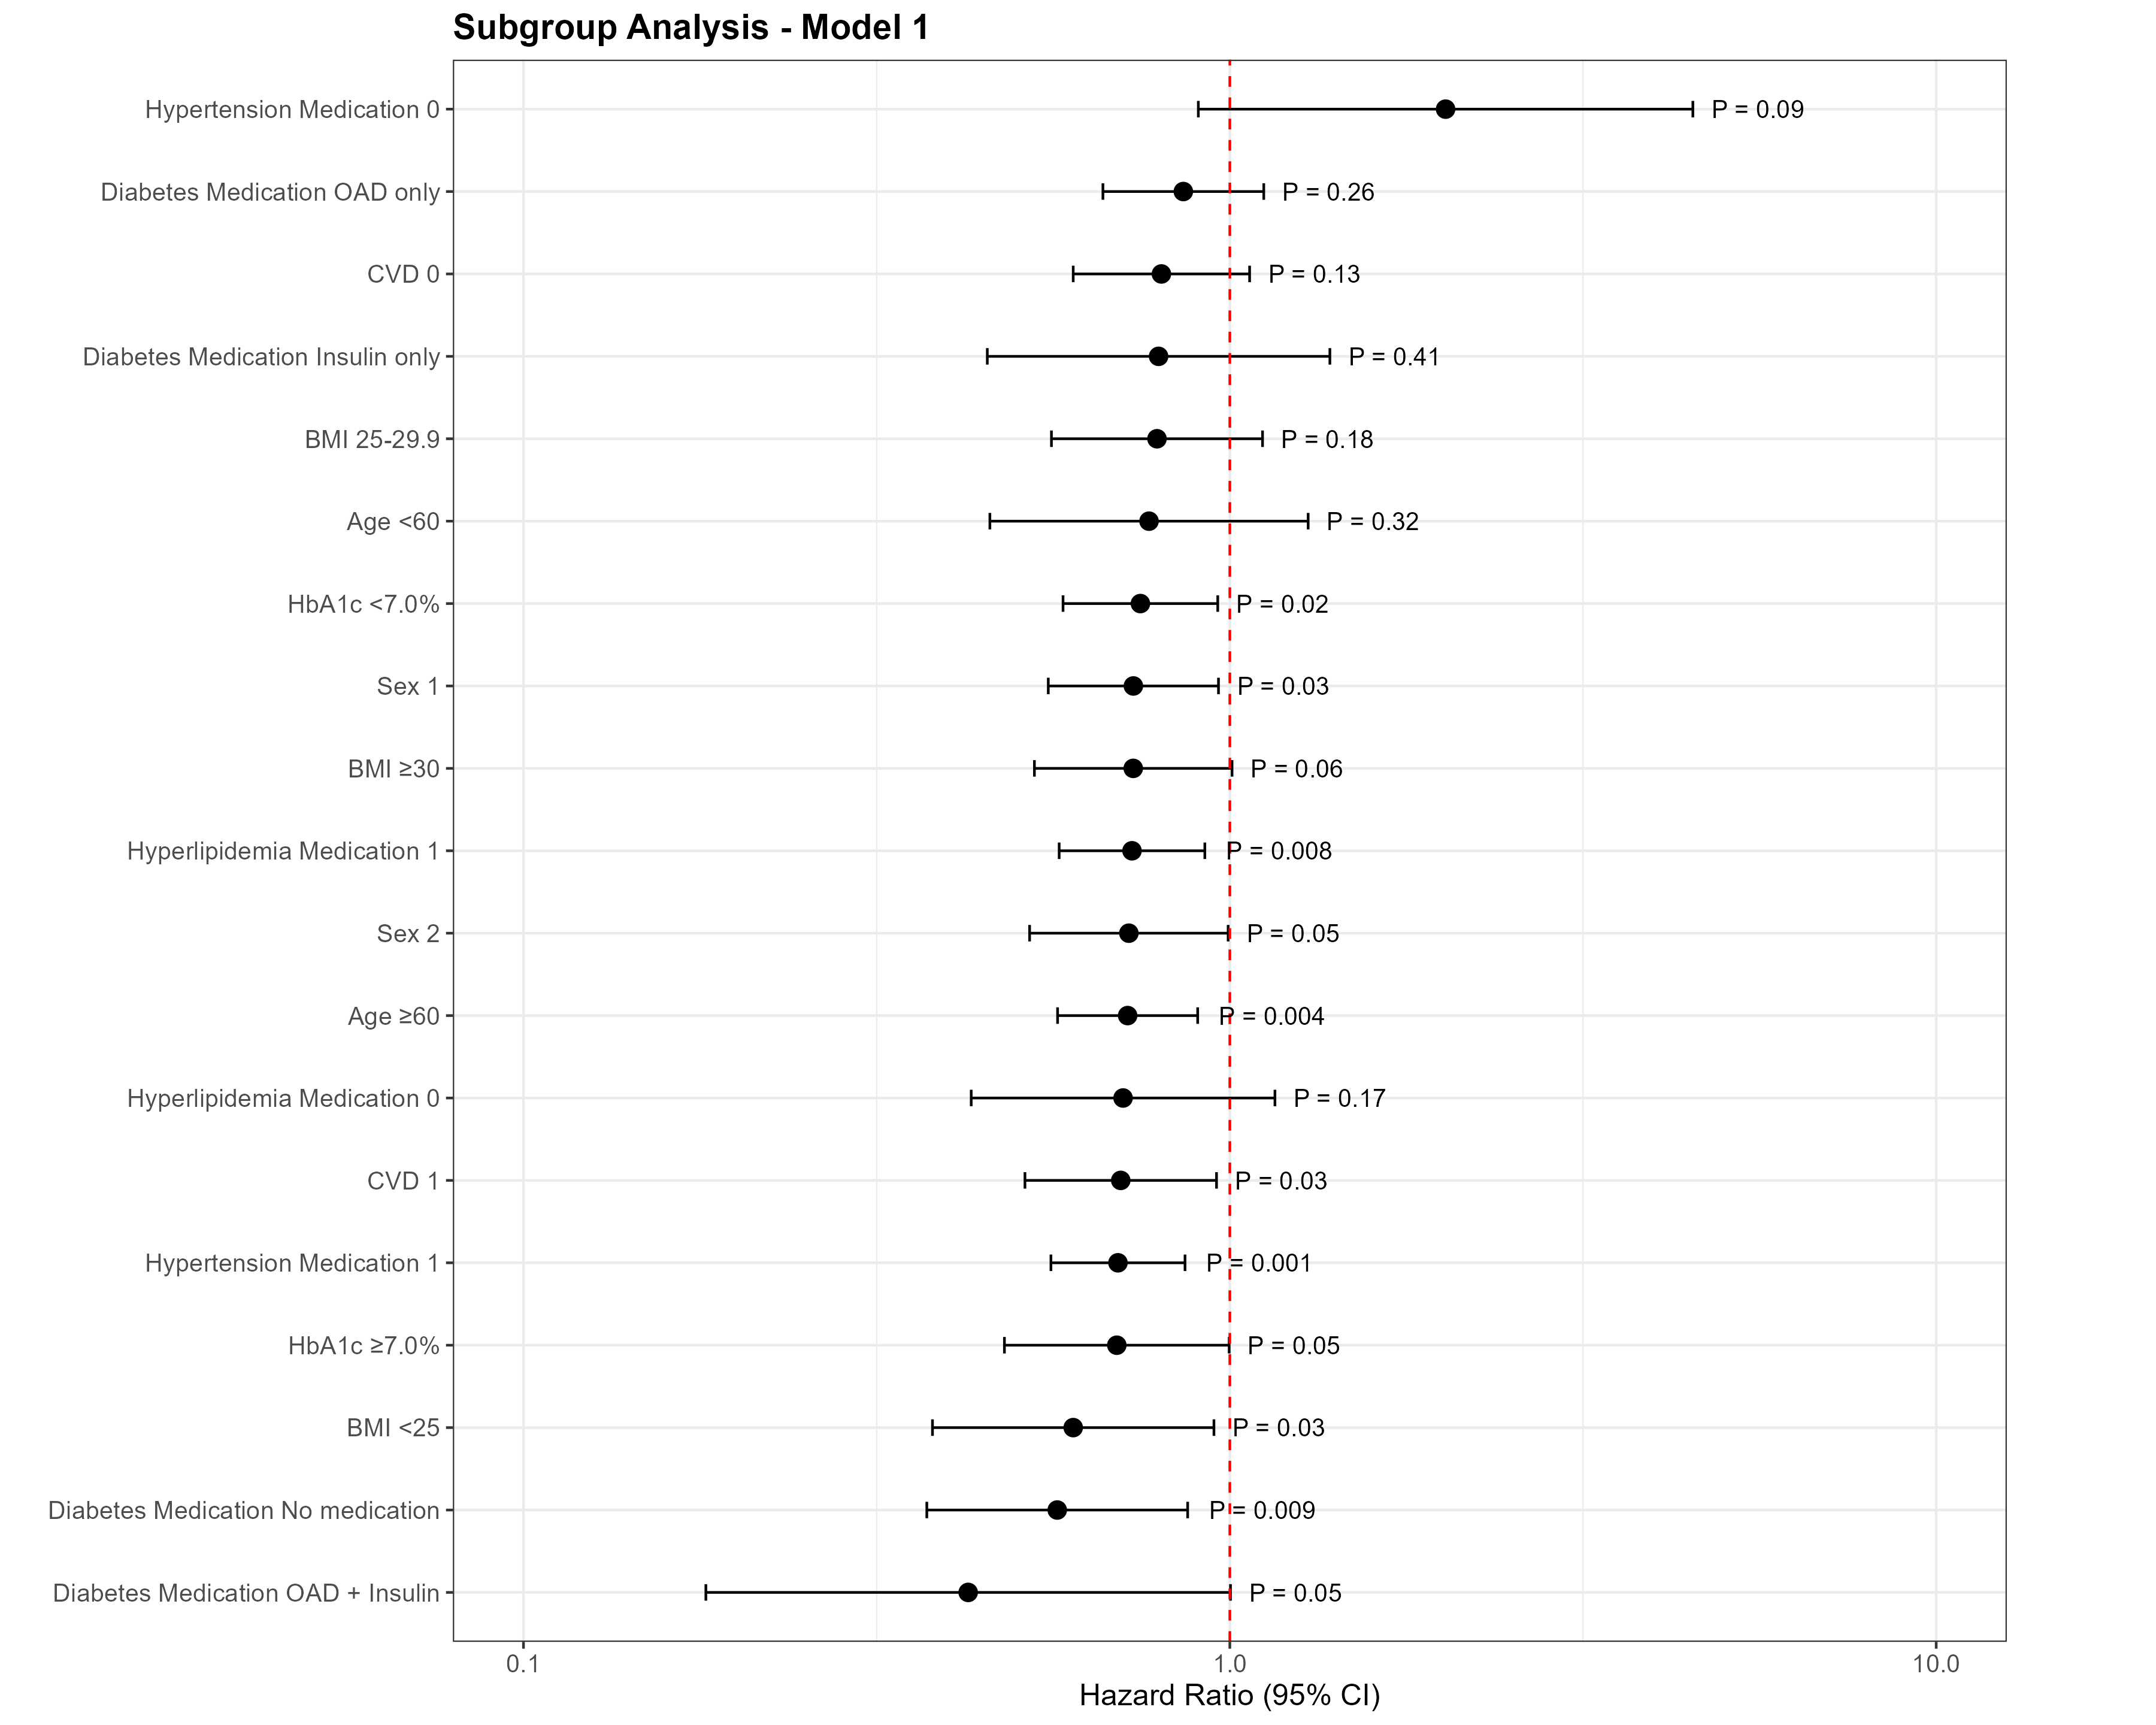 Subgroup Analysis - Model 1
Hypertension Medication 0 P = 0.09
Diabetes Medication OAD only P = 0.26
CVD 0 P = 0.13
Diabetes Medication Insulin only P = 0.41
BMI 25-29.9 P = 0.18
Age <60 P = 0.32
HbA1c <7.0% P = 0.02
Sex 1 P = 0.03
BMI ≥30 P = 0.06
Hyperlipidemia Medication 1 P = 0.008
Sex 2 P = 0.05
Age ≥60 P = 0.004
Hyperlipidemia Medication 0 P = 0.17
CVD 1 P = 0.03
Hypertension Medication 1 P = 0.001
HbA1c ≥7.0% P = 0.05
BMI <25 P = 0.03
Diabetes Medication No medication P = 0.009
Diabetes Medication OAD + Insulin P = 0.05
0.1 1.0 10.0
Hazard Ratio (95% CI)